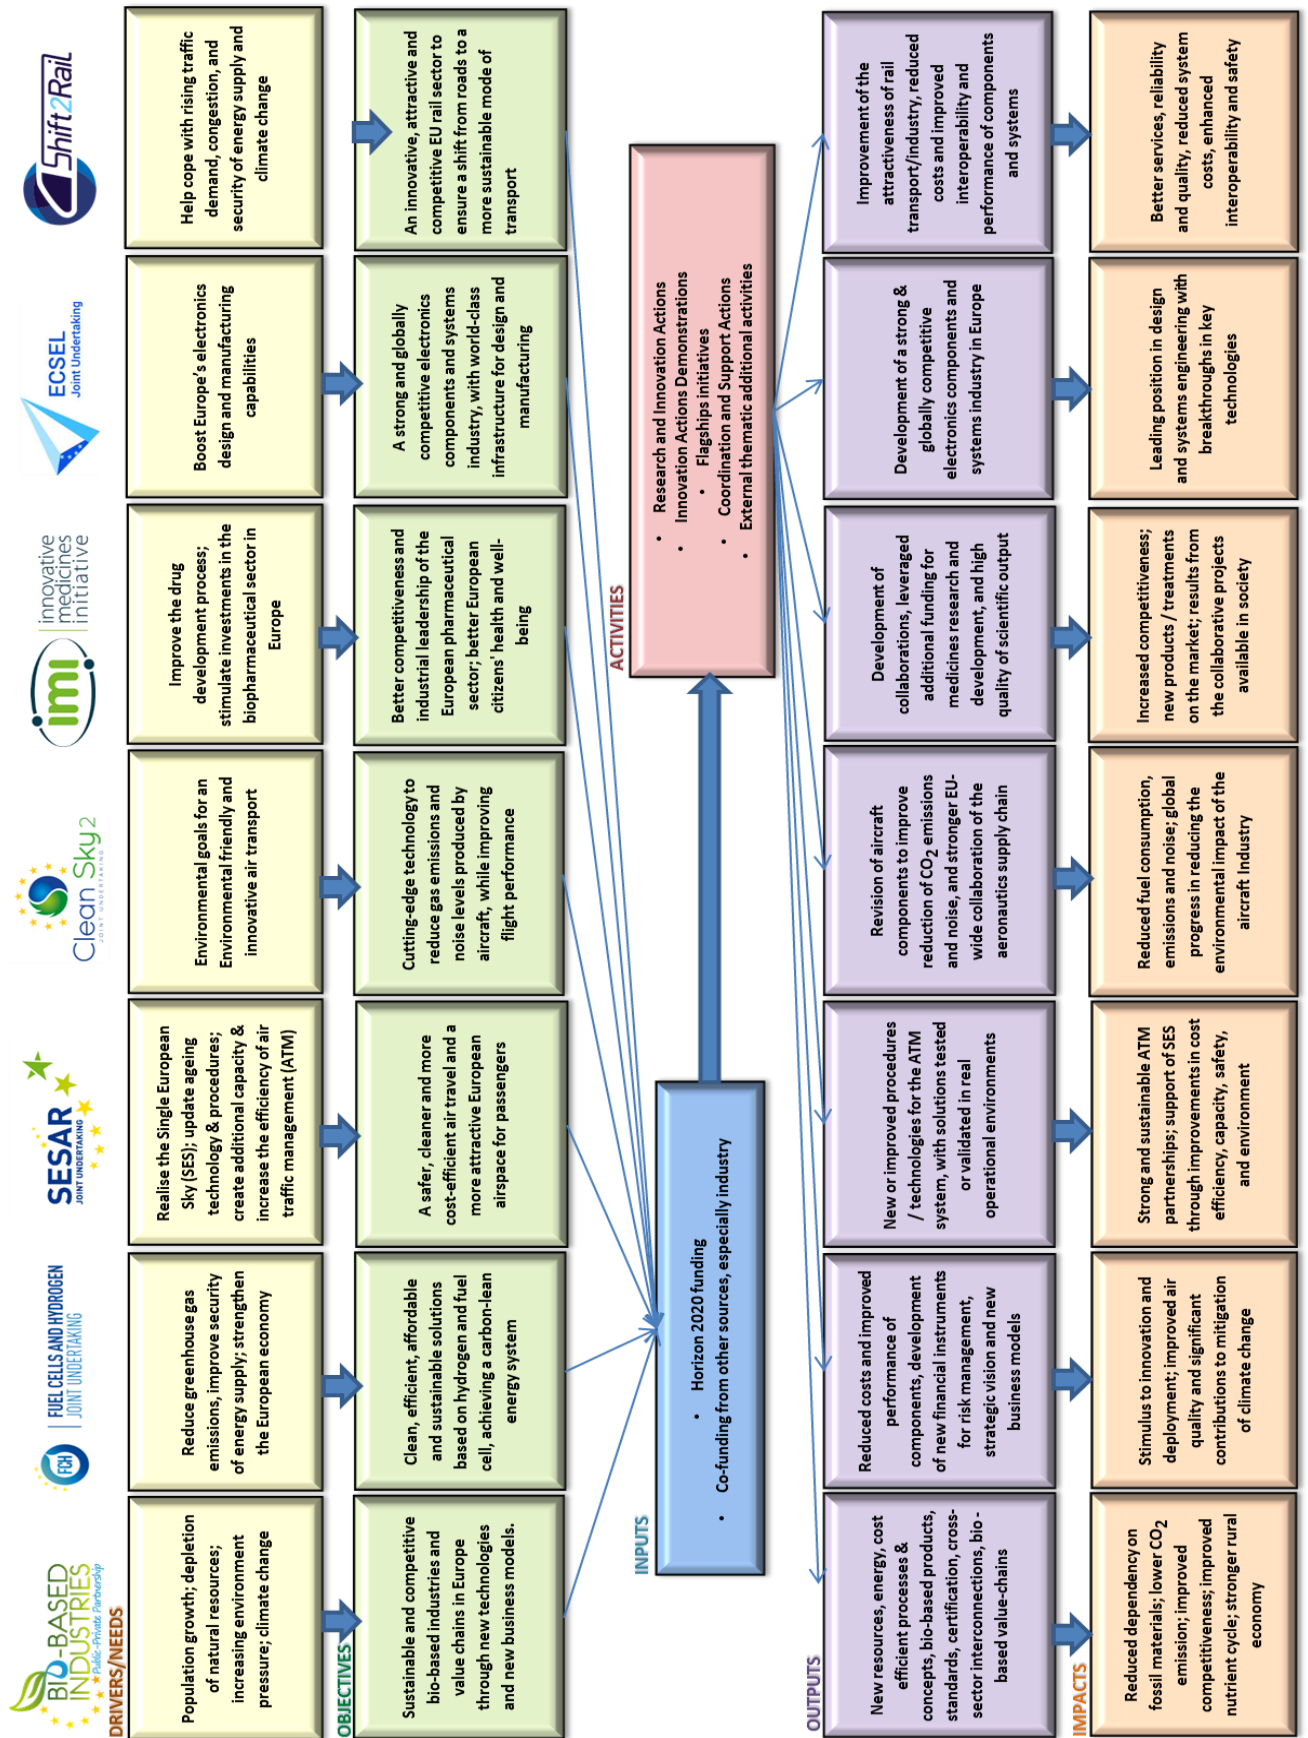 BIO-BASED
INDUSTRIES
Public-Private Partnership
FCH
FUEL CELLS AND HYDROGEN
JOINT UNDERTAKING
SESAR
JOINT UNDERTAKING
Clean Sky2
JOINT UNDERTAKING
imi
innovative
medicines
initiative
ECSEL
Joint Undertaking
Shift2Rail
DRIVERS/NEEDS
Population growth; depletion
of natural resources;
increasing environment
pressure; climate change
Reduce greenhouse gas
emissions, improve security
of energy supply; strengthen
the European economy
Realise the Single European
Sky (SES); update ageing
technology & procedures;
create additional capacity &
increase the efficiency of air
traffic management (ATM)
Environmental goals for an
Environmental friendly and
innovative air transport
Improve the drug
development process;
stimulate investments in the
biopharmaceutical sector in
Europe
Boost Europe's electronics
design and manufacturing
capabilities
Help cope with rising traffic
demand, congestion, and
security of energy supply and
climate change
OBJECTIVES
Sustainable and competitive
bio-based industries and
value chains in Europe
through new technologies
and new business models.
Clean, efficient, affordable
and sustainable solutions
based on hydrogen and fuel
cell, achieving a carbon-lean
energy system
A safer, cleaner and more
cost-efficient air travel and a
more attractive European
airspace for passengers
Cutting-edge technology to
reduce gas emissions and
noise levels produced by
aircraft, while improving
flight performance
Better competitiveness and
industrial leadership of the
European pharmaceutical
sector; better European
citizens' health and well-
being
A strong and globally
competitive electronics
components and systems
industry, with world-class
infrastructure for design and
manufacturing
An innovative, attractive and
competitive EU rail sector to
ensure a shift from roads to a
more sustainable mode of
transport
INPUTS
• Horizon 2020 funding
• Co-funding from other sources, especially industry
ACTIVITIES
• Research and Innovation Actions
• Innovation Actions Demonstrations
• Flagships initiatives
• Coordination and Support Actions
• External thematic additional activities
OUTPUTS
New resources, energy, cost
efficient processes &
concepts, bio-based products,
standards, certification, cross-
sector interconnections, bio-
based value-chains
Reduced costs and improved
performance of
components, development
of new financial instruments
for risk management,
strategic vision and new
business models
New or improved procedures
/ technologies for the ATM
system, with solutions tested
or validated in real
operational environments
Revision of aircraft
components to improve
reduction of CO2 emissions
and noise, and stronger EU-
wide collaboration of the
aeronautics supply chain
Development of
collaborations, leveraged
additional funding for
medicines research and
development, and high
quality of scientific output
Development of a strong &
globally competitive
electronics components and
systems industry in Europe
Improvement of the
attractiveness of rail
transport/industry, reduced
costs and improved
interoperability and
performance of components
and systems
IMPACTS
Reduced dependency on
fossil materials; lower CO2
emission; improved
competitiveness; improved
nutrient cycle; stronger rural
economy
Stimulus to innovation and
deployment; improved air
quality and significant
contributions to mitigation
of climate change
Strong and sustainable ATM
partnerships; support of SES
through improvements in cost
efficiency, capacity, safety,
and environment
Reduced fuel consumption,
emissions and noise; global
progress in reducing the
environmental impact of the
aircraft Industry
Increased competitiveness;
new products / treatments
on the market; results from
the collaborative projects
available in society
Leading position in design
and systems engineering with
breakthroughs in key
technologies
Better services, reliability
and quality, reduced system
costs, enhanced
interoperability and safety